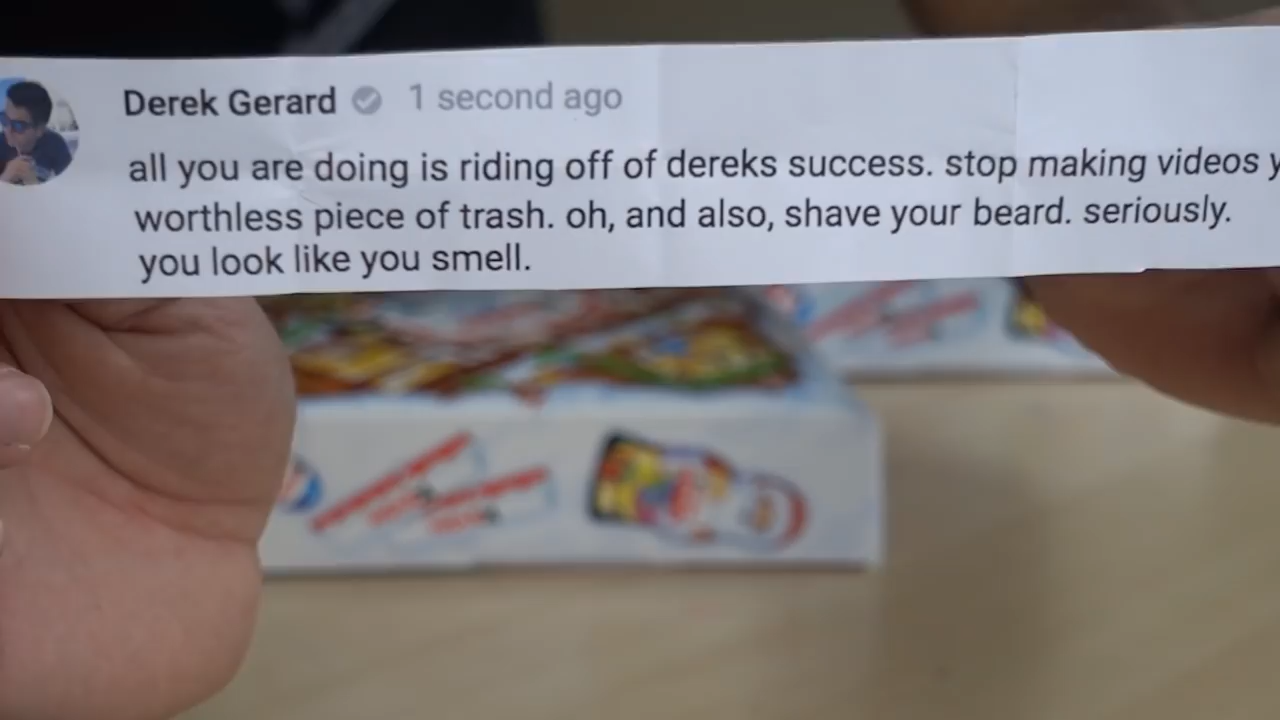 Derek Gerard 1 second ago
all you are doing is riding off of dereks success. stop making videos y
worthless piece of trash. oh, and also, shave your beard. seriously.
you look like you smell.